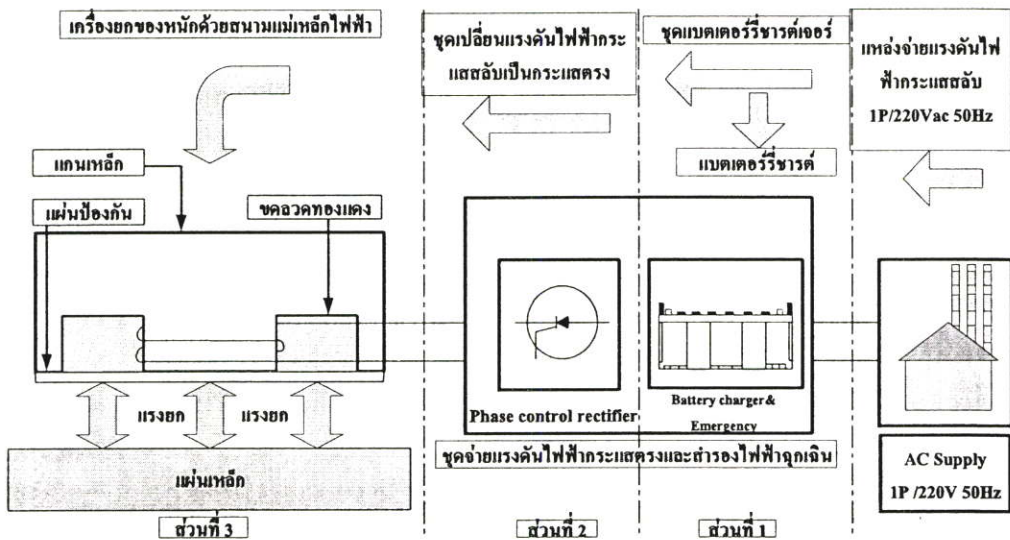 เครื่องยกของหนักด้วยสนามแม่เหล็กไฟฟ้า
ชุดเปลี่ยนแรงดันไฟฟ้ากระ
แสสลับเป็นกระแสตรง
ชุดแบตเตอร์รี่ชารต์เจอร์
แหล่งจ่ายแรงดันไฟ
ฟ้ากระแสสลับ
1P/220Vac 50Hz
แบตเตอร์รี่ชารต์
แกนเหล็ก
แผ่นป้องกัน
ขดลวดทองแดง
แรงยก
แรงยก
แผ่นเหล็ก
Phase control rectifier
Battery charger&
Emergency
ชุดจ่ายแรงดันไฟฟ้ากระแสตรงและสำรองไฟฟ้าฉุกเฉิน
AC Supply
1P /220V 50Hz
ส่วนที่ 3
ส่วนที่ 2
ส่วนที่ 1